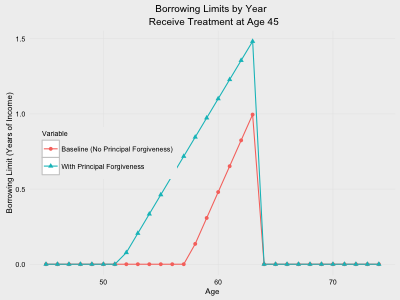 Borrowing Limits by Year
Receive Treatment at Age 45
Borrowing Limit (Years of Income)
1.5
1.0
0.5
0.0
Variable
Baseline (No Principal Forgiveness)
With Principal Forgiveness
50
60
70
Age